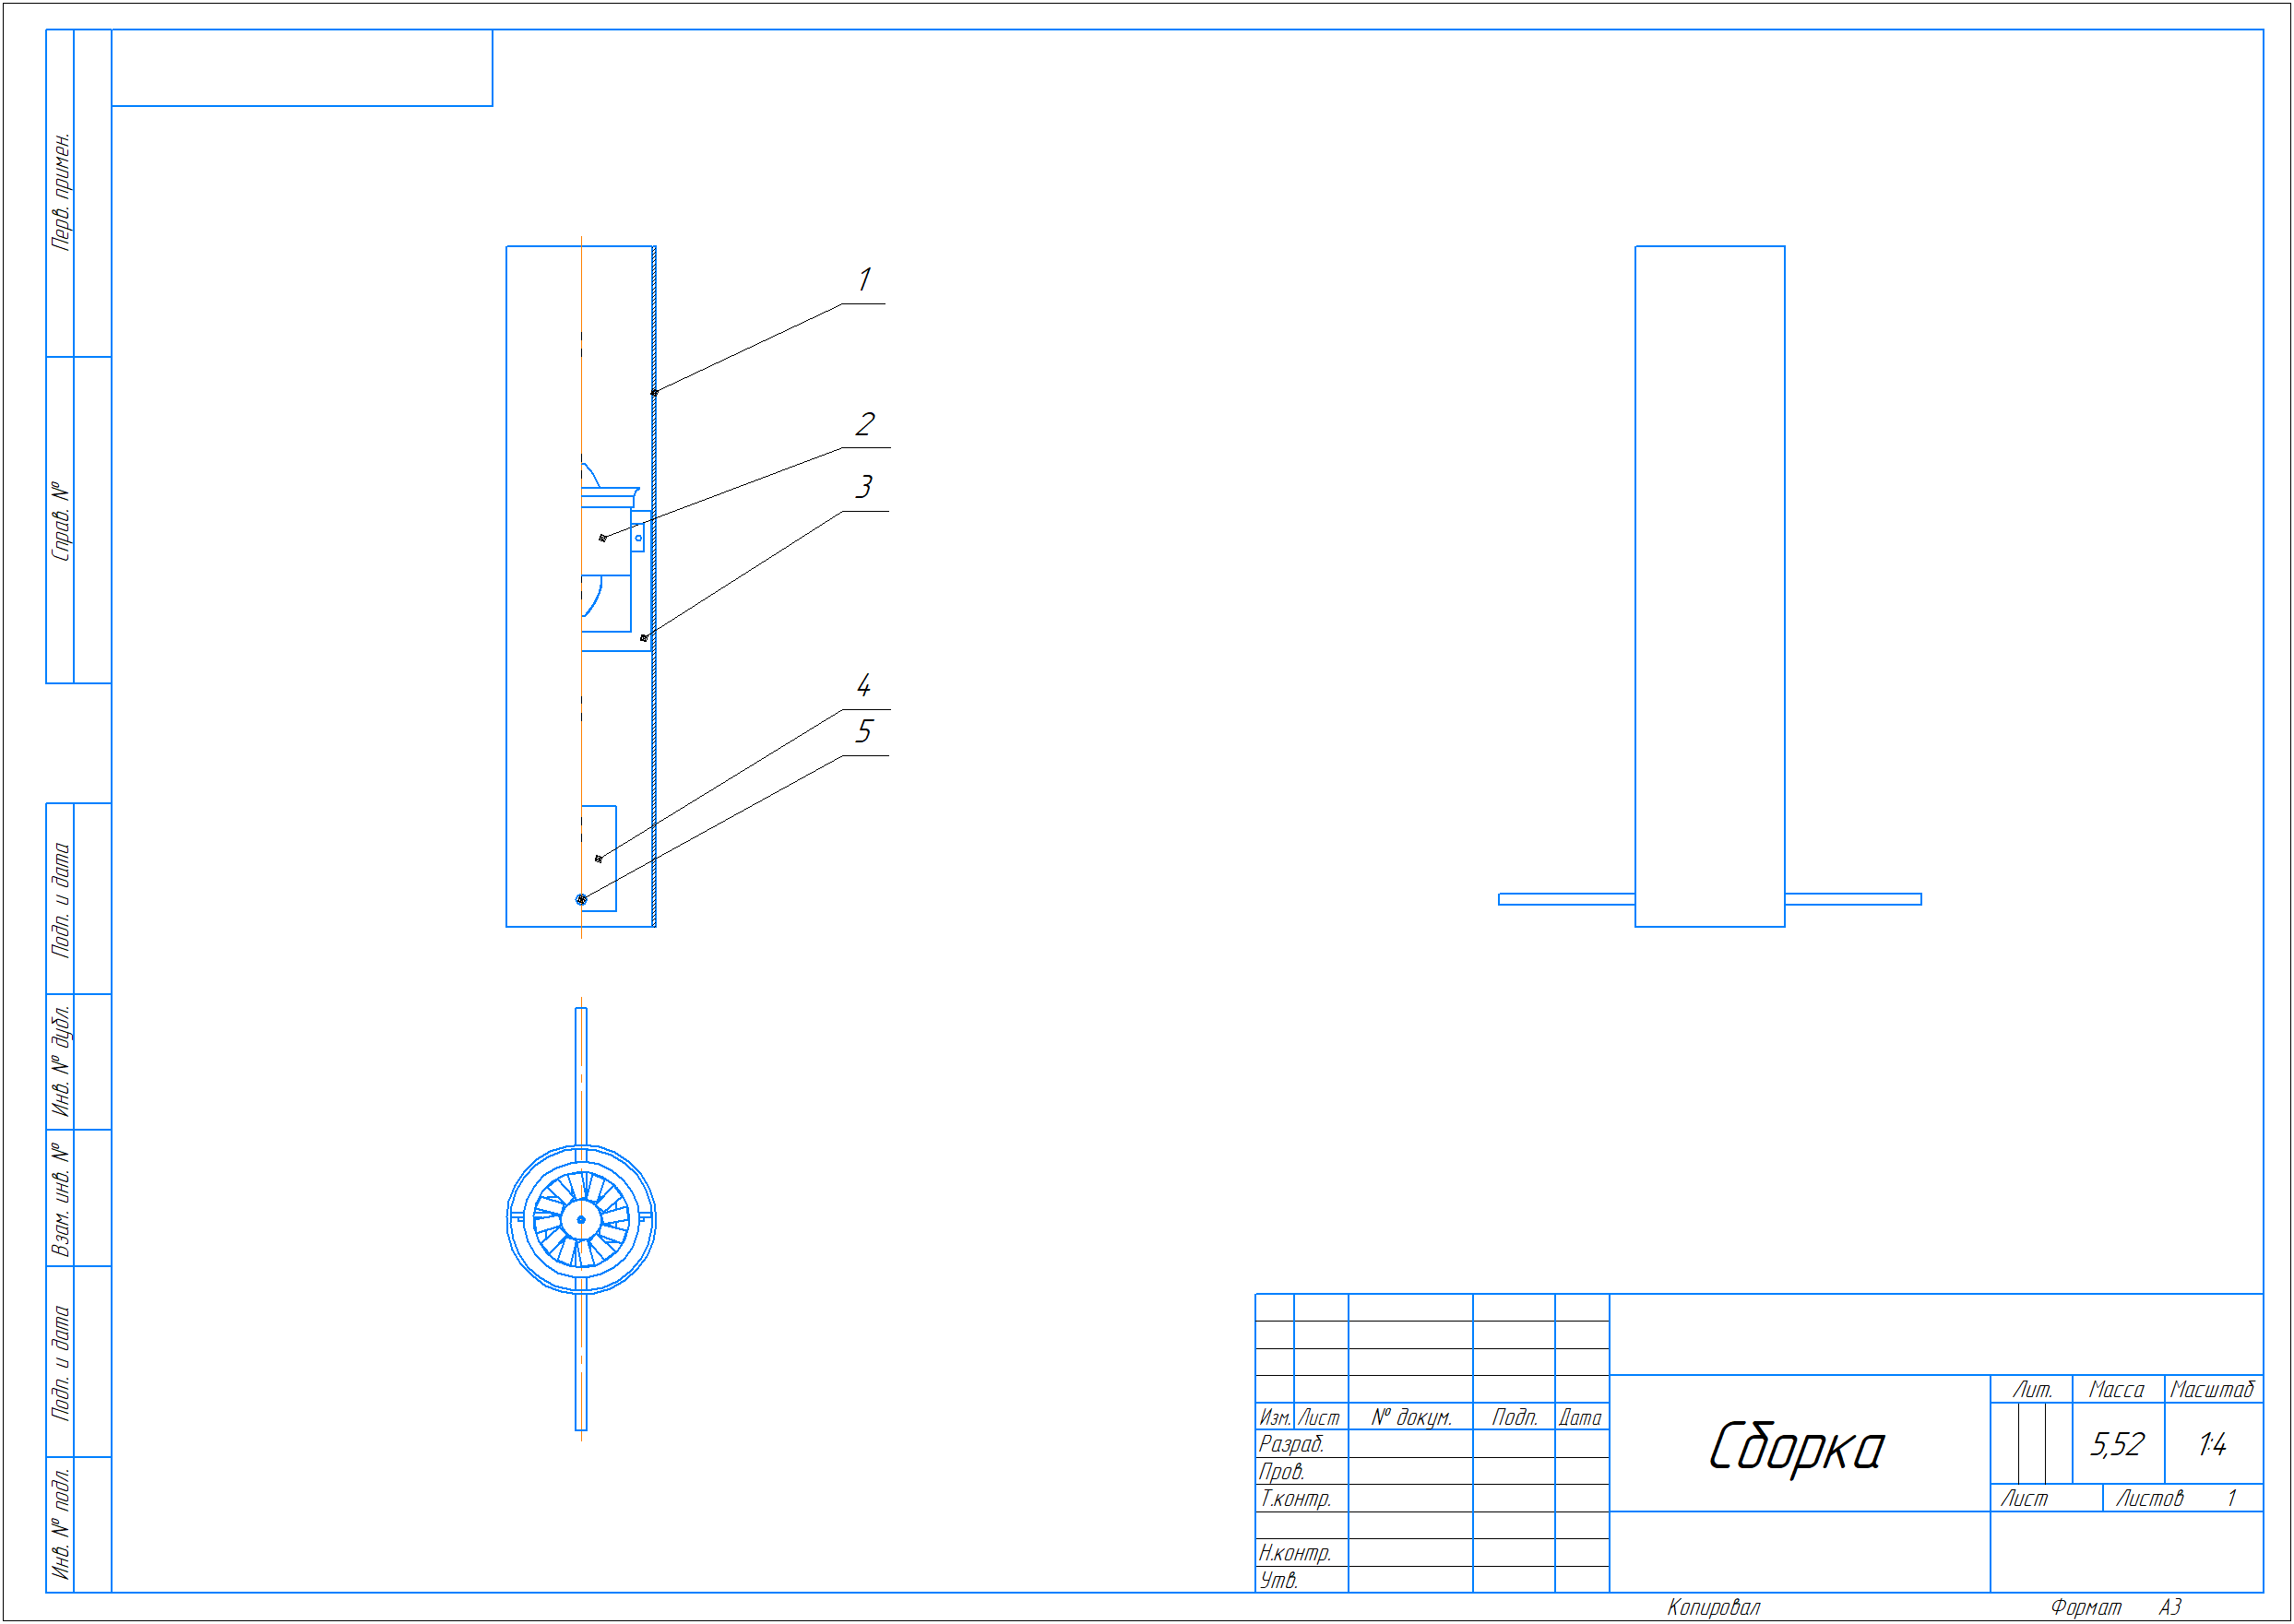 Перв. примен.
Справ. №
Подп. и дата
Инв. № дубл.
Взам. инв. №
Подп. и дата
Инв. № подл.
1
2
3
4
5
Изм. Лист № докум. Подп. Дата
Разраб.
Пров.
Т.контр.
Н.контр.
Утв.
Сборка
Лит. Масса Масштаб
5,52 1:4
Лист Листов 1
Копировал Формат А3